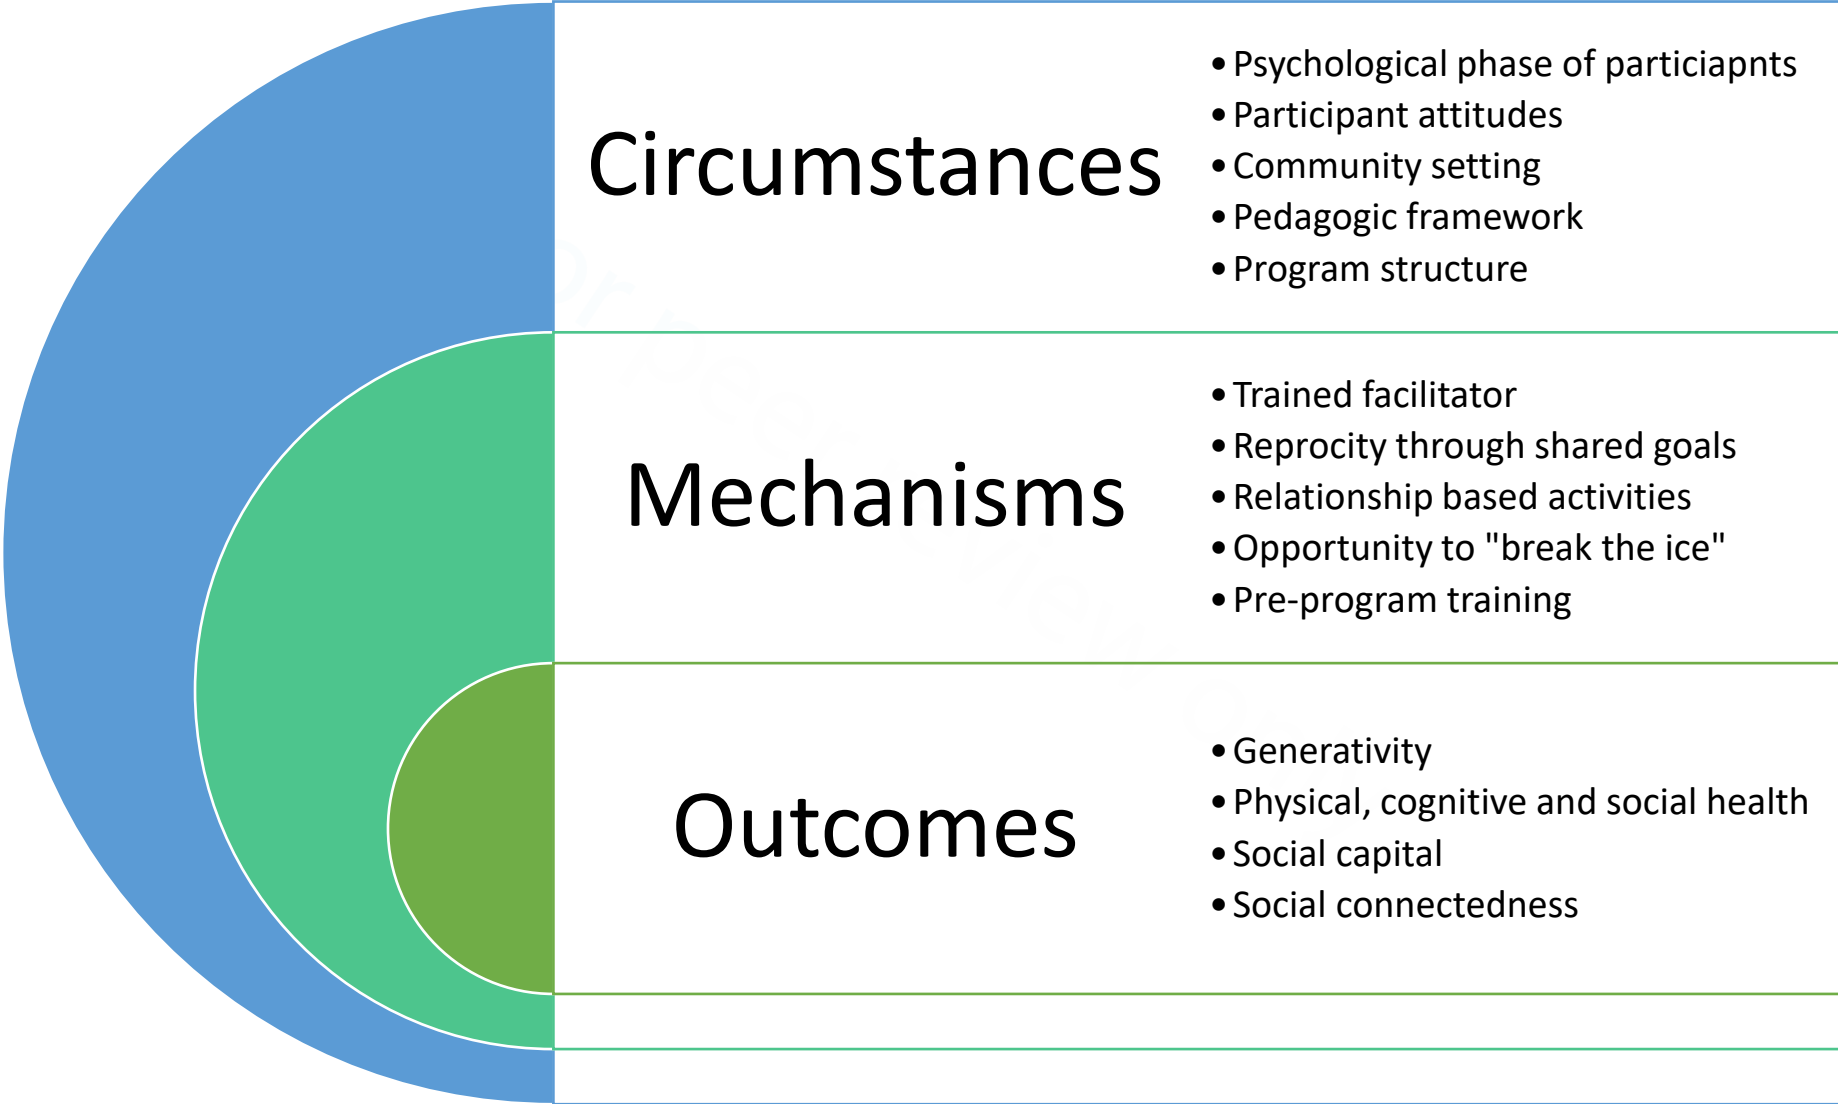 Circumstances
•Psychological phase of particiapnts
•Participant attitudes
•Community setting
•Pedagogic framework
•Program structure
Mechanisms
•Trained facilitator
•Reprocity through shared goals
•Relationship based activities
•Opportunity to "break the ice"
•Pre-program training
Outcomes
•Generativity
•Physical, cognitive and social health
•Social capital
•Social connectedness